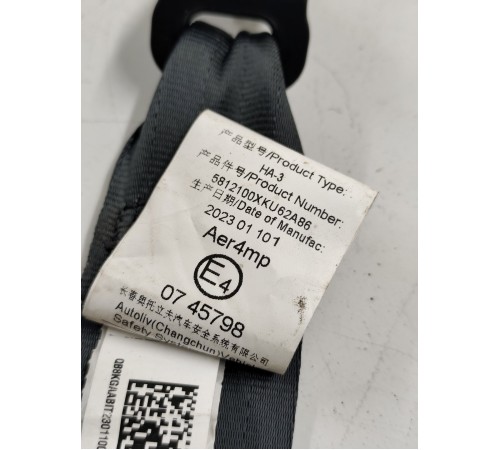 产品型号/Product Type:
HA-3
产品件号/Product Number:
5812100XKU62A86
生产日期/Date of Manufac:
2023 01 101
Aer4mp
E4
07 45798
长春奥托立夫汽车安全系统有限公司
Autoliv(Changchun)Vehicle
Safety System